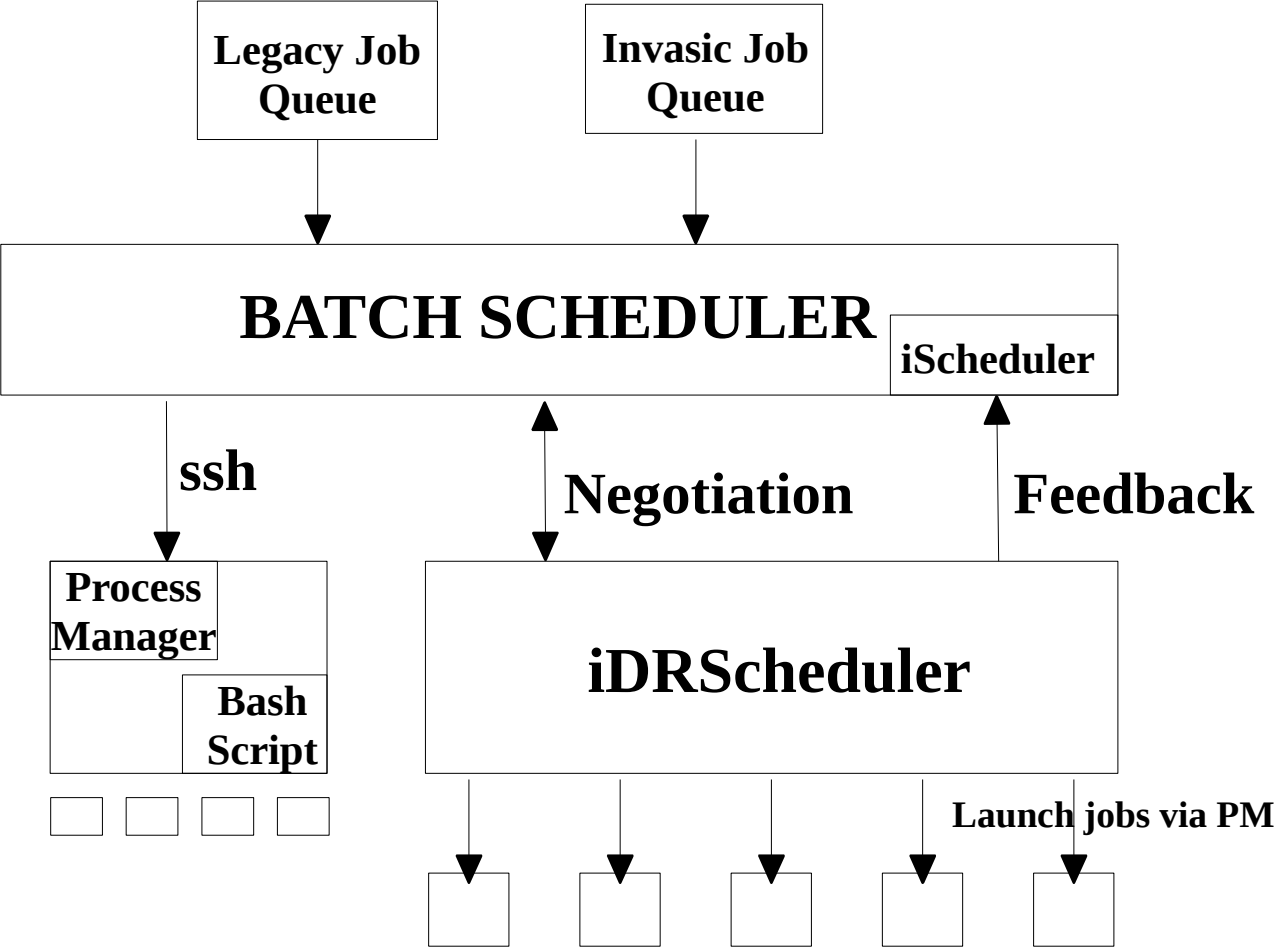 Legacy Job
Queue
Invasic Job
Queue
BATCH SCHEDULER
iScheduler
ssh
Negotiation
Feedback
Process
Manager
Bash
Script
iDRScheduler
Launch jobs via PM